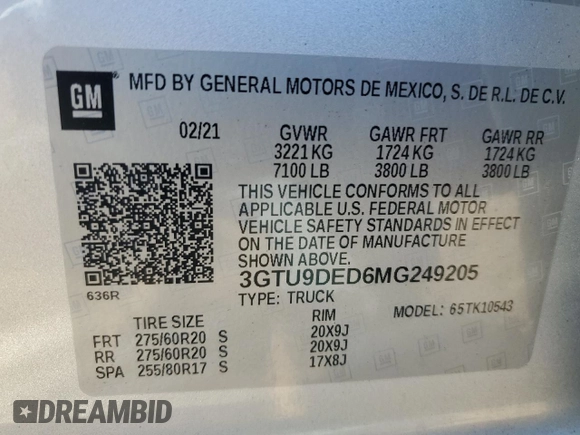 GM
MFD BY GENERAL MOTORS DE MEXICO, S. DE R.L. DE C.V.
02/21 GVWR GAWR FRT GAWR RR
3221 KG 1724 KG 1724 KG
7100 LB 3800 LB 3800 LB
THIS VEHICLE CONFORMS TO ALL
APPLICABLE U.S. FEDERAL MOTOR
VEHICLE SAFETY STANDARDS IN EFFECT
ON THE DATE OF MANUFACTURE
SHOWN ABOVE.
3GTU9DED6MG249205
636R
TYPE: TRUCK MODEL: 65TK10543
TIRE SIZE RIM
FRT 275/60R20 S 20X9J
RR 275/60R20 S 20X9J
SPA 255/80R17 S 17X8J
DREAMBID